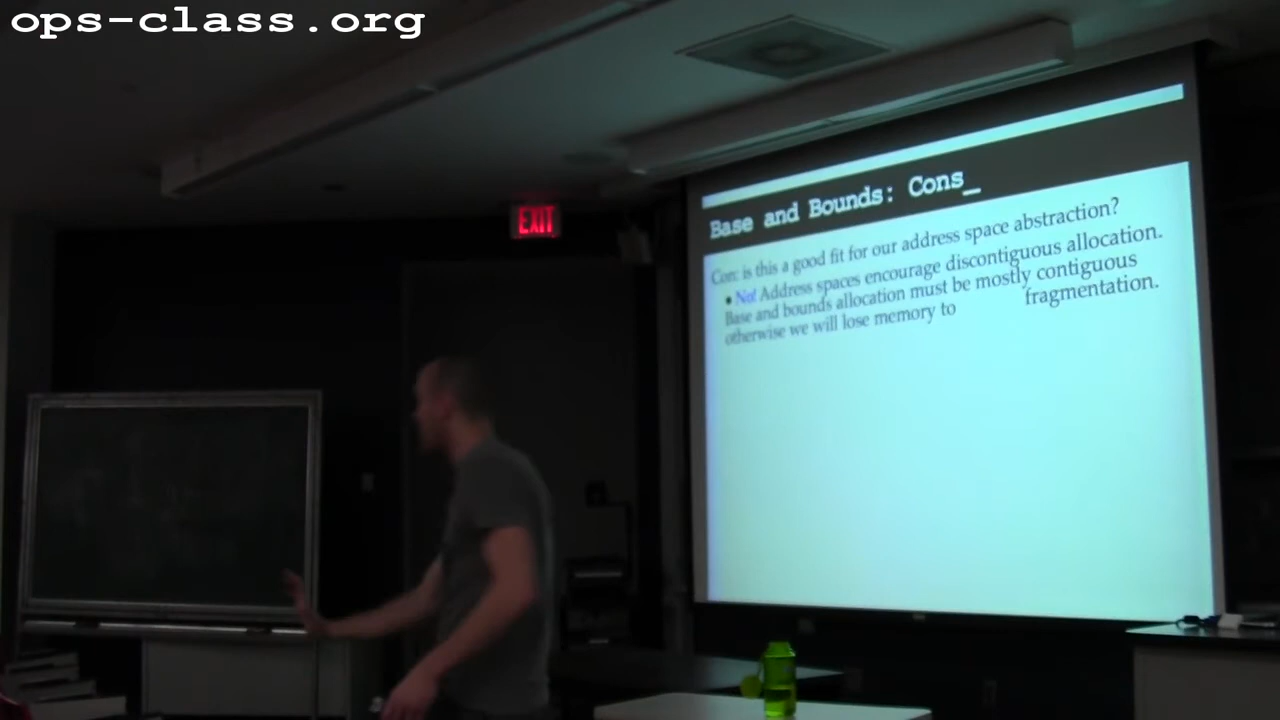 ops-class.org
EXIT
Base and Bounds: Cons_
Con: is this a good fit for our address space abstraction?
• No! Address spaces encourage discontiguous allocation.
Base and bounds allocation must be mostly contiguous
otherwise we will lose memory to fragmentation.